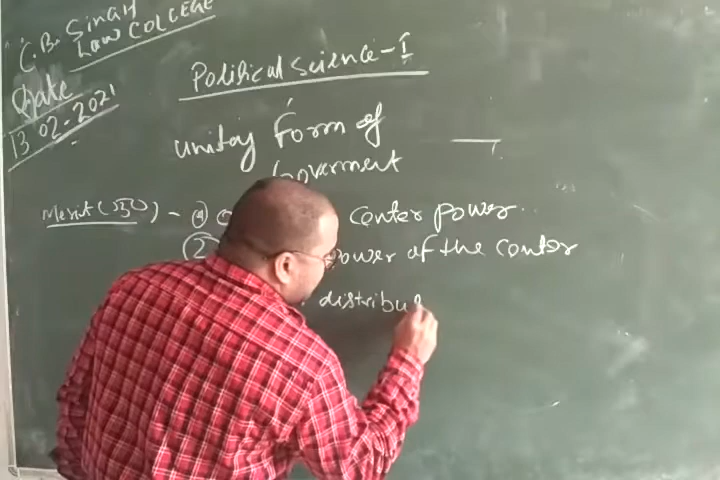 C.B. Singh
Law COLLEGE
Date
13-02-2021
Political science-I
unitay Form of
Goverment
Merit (गुण) - (1) center power.
(2) power of the center
distribu